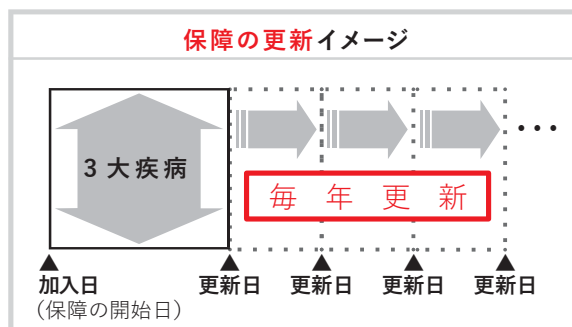 保障の更新イメージ
3大疾病
・・・
毎年更新
加入日
(保障の開始日)
更新日
更新日
更新日
更新日